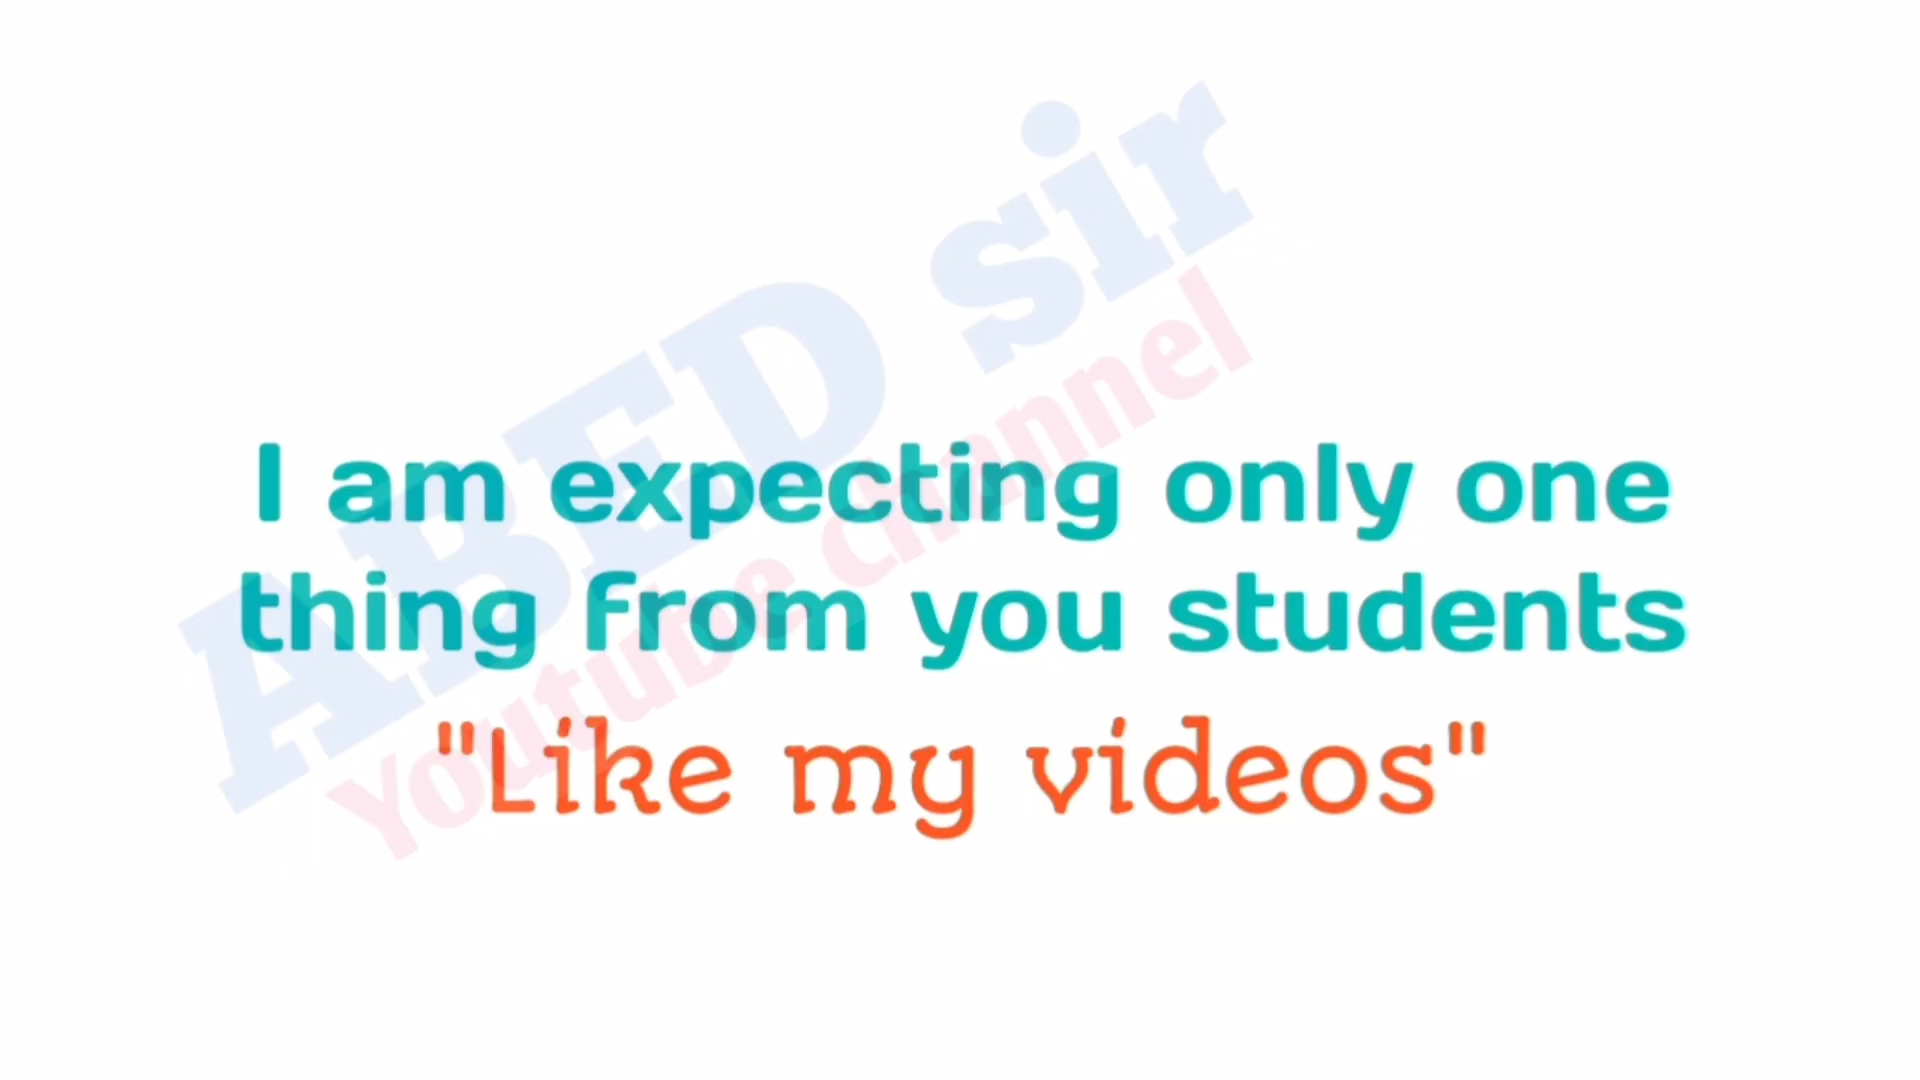 ABED sir
Youtube channel
I am expecting only one
thing from you students
"Like my videos"